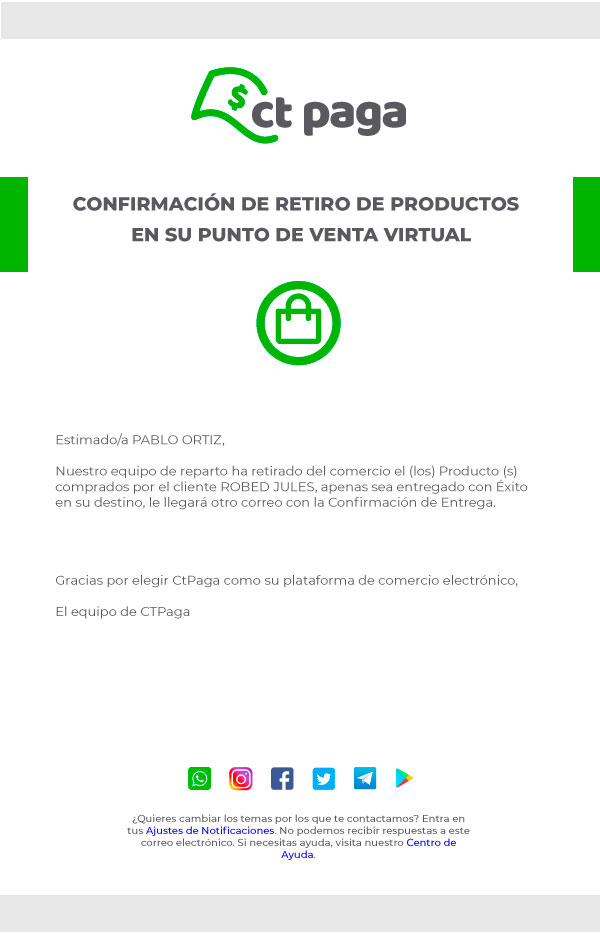 $ ct paga
CONFIRMACIÓN DE RETIRO DE PRODUCTOS
EN SU PUNTO DE VENTA VIRTUAL
Estimado/a PABLO ORTIZ,
Nuestro equipo de reparto ha retirado del comercio el (los) Producto (s)
comprados por el cliente ROBED JULES, apenas sea entregado con Éxito
en su destino, le llegará otro correo con la Confirmación de Entrega.
Gracias por elegir CtPaga como su plataforma de comercio electrónico,
El equipo de CTPaga
¿Quieres cambiar los temas por los que te contactamos? Entra en
tus Ajustes de Notificaciones. No podemos recibir respuestas a este
correo electrónico. Si necesitas ayuda, visita nuestro Centro de
Ayuda.